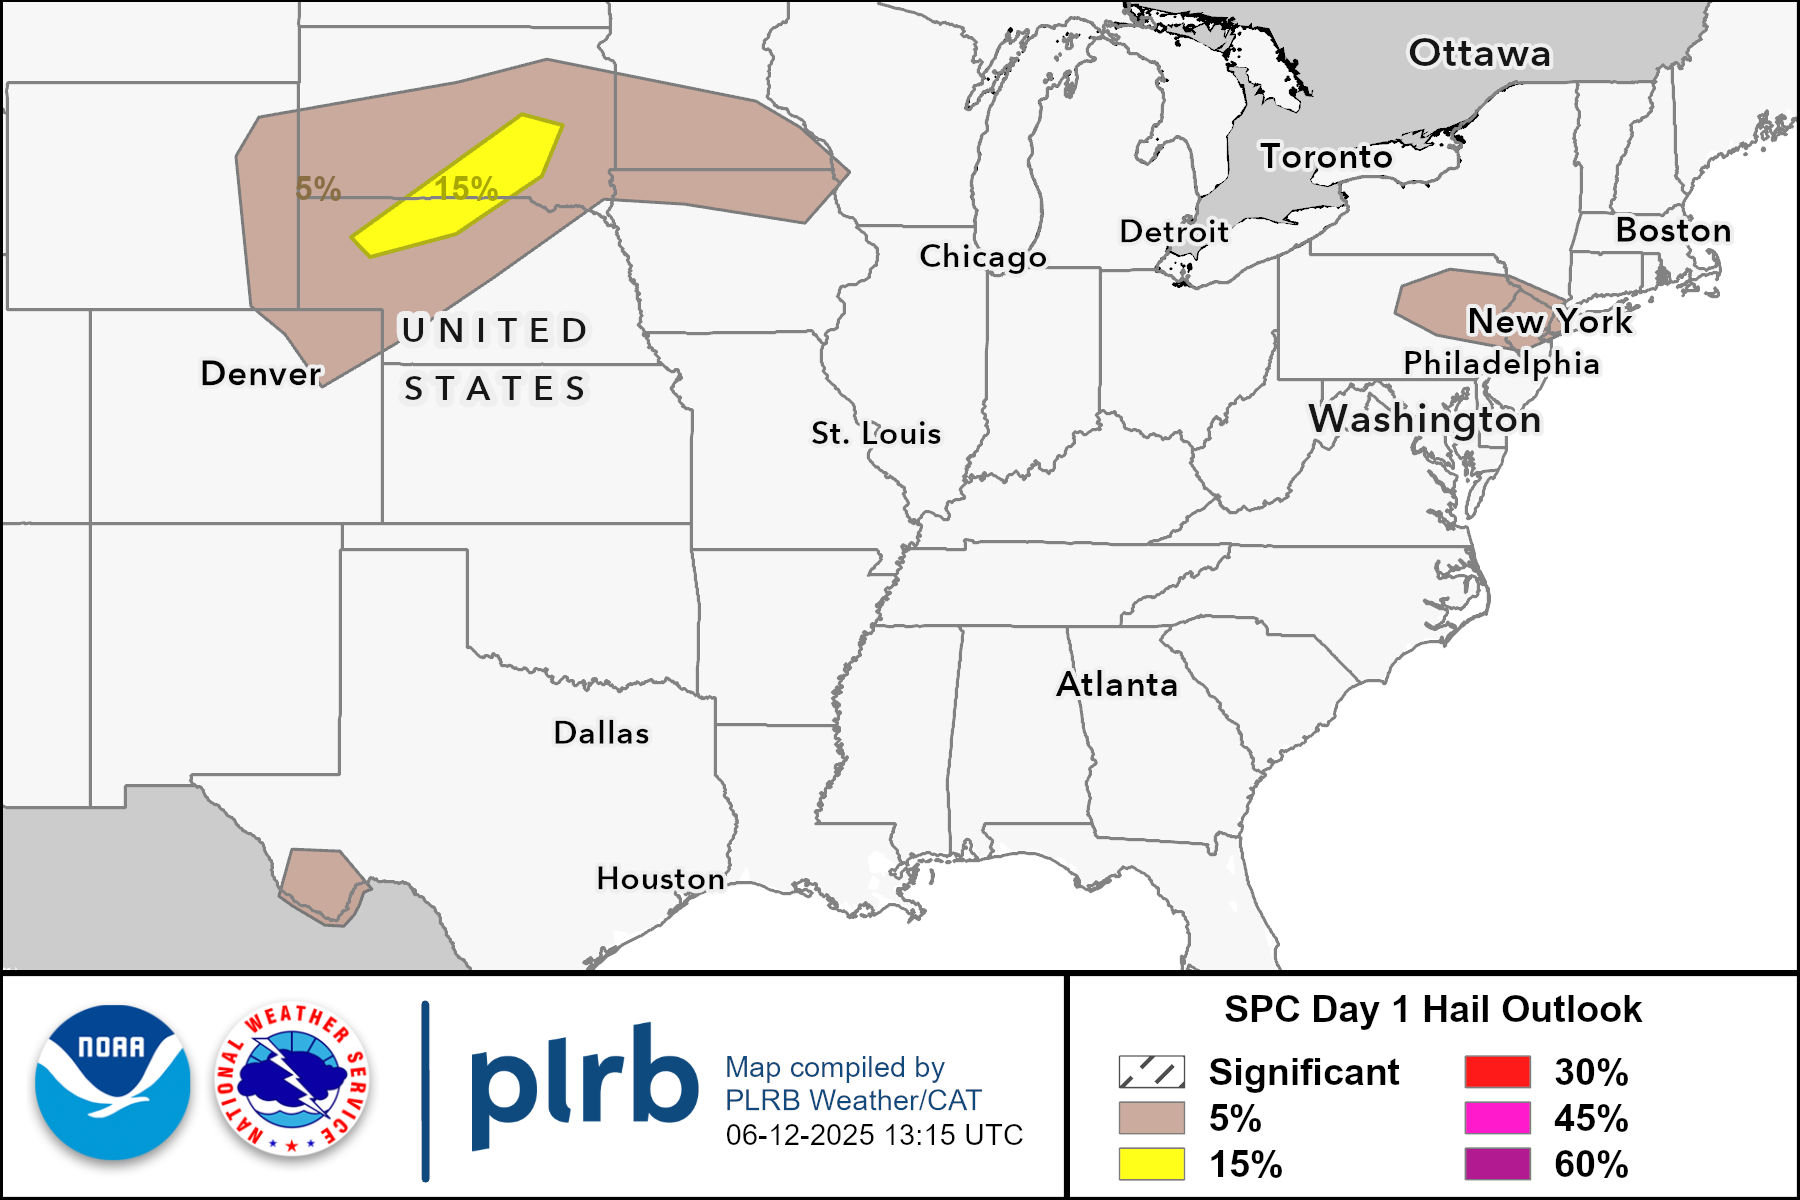 Ottawa
Toronto
5%
15%
Detroit
Boston
Chicago
New York
UNITED
Philadelphia
Denver
STATES
Washington
St. Louis
Atlanta
Dallas
Houston
NOAA
NATIONAL WEATHER SERVICE
plrb
Map compiled by
PLRB Weather/CAT
06-12-2025 13:15 UTC
SPC Day 1 Hail Outlook
Significant
5%
15%
30%
45%
60%